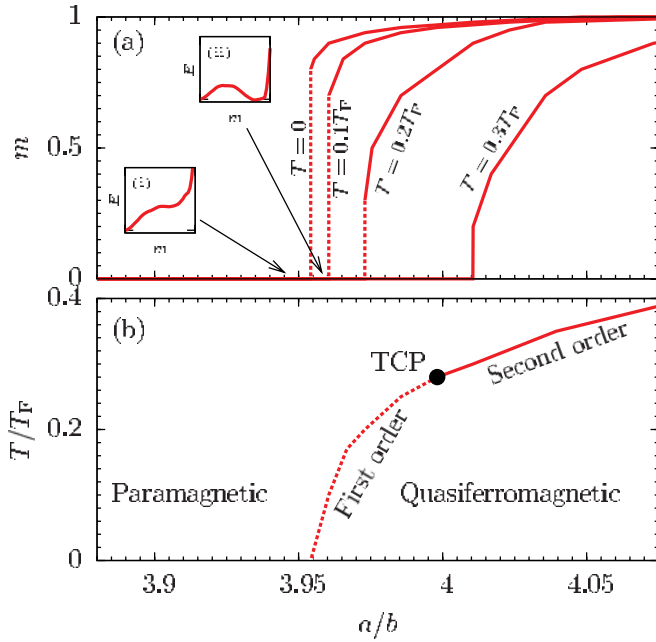 (a)
1
0.5
0
m
(ii)
E
m
(i)
E
m
T = 0
T = 0.1T_F
T = 0.2T_F
T = 0.3T_F
(b)
0.4
0.2
0
T/T_F
TCP
Second order
First order
Paramagnetic
Quasiferromagnetic
3.9
3.95
4
4.05
a/b